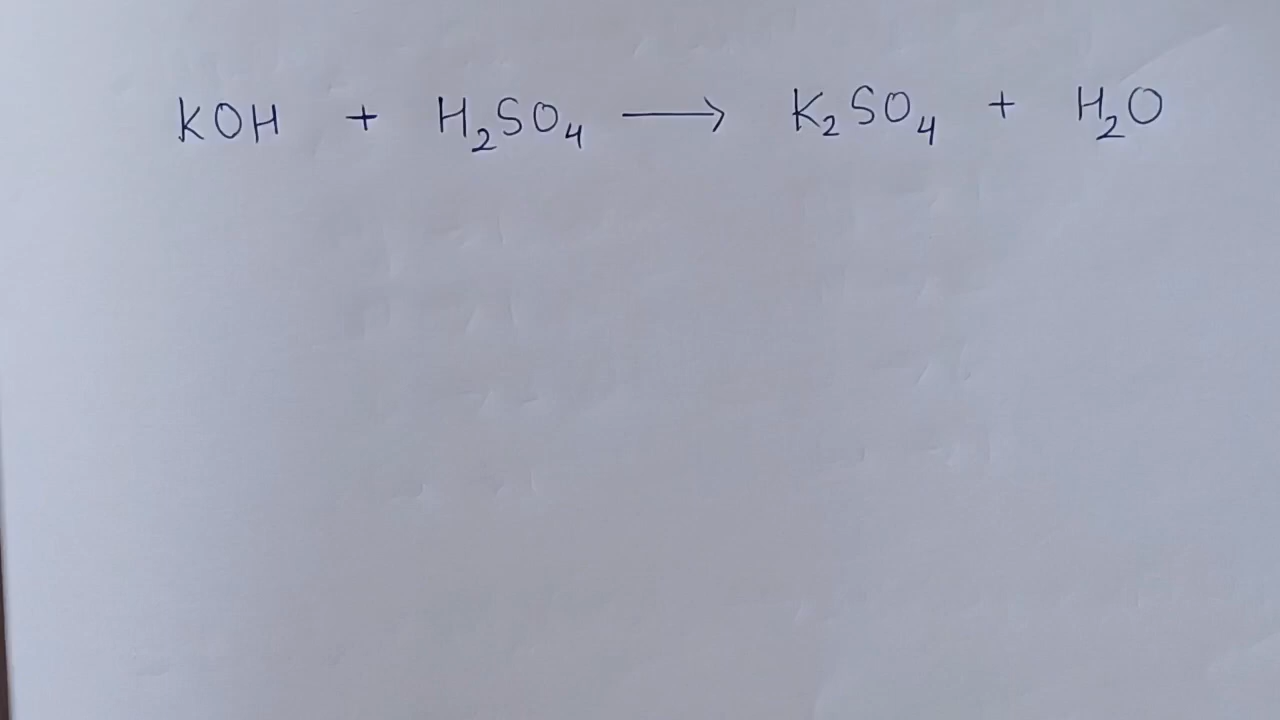 KOH + H₂SO₄ ⟶ K₂SO₄ + H₂O